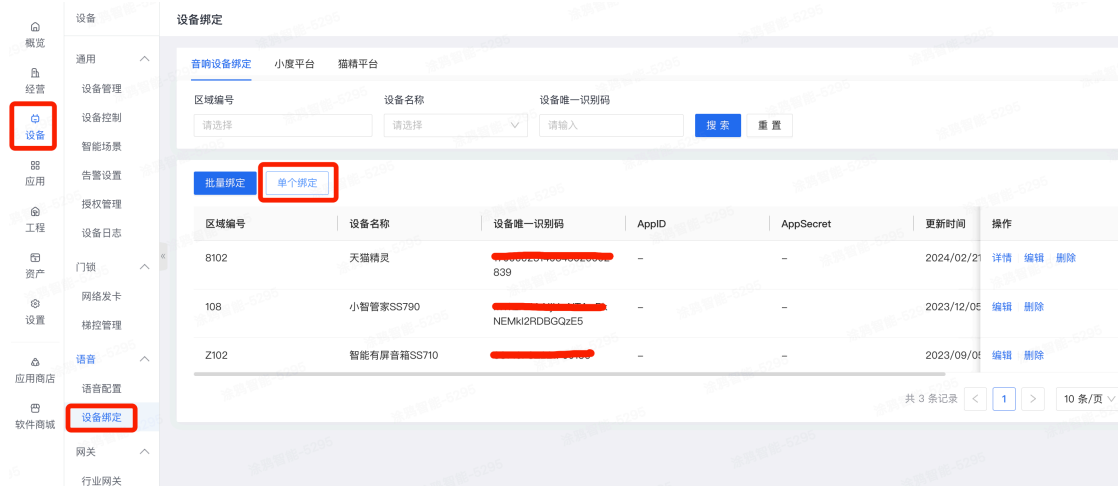 概览
经营
设备
应用
工程
资产
设置
应用商店
软件商城
设备
通用
设备管理
设备控制
智能场景
告警设置
授权管理
设备日志
门锁
网络发卡
梯控管理
语音
语音配置
设备绑定
网关
行业网关
设备绑定
音响设备绑定 小度平台 猫精平台
区域编号 设备名称 设备唯一识别码
请选择 请选择 请输入 搜 索 重 置
批量绑定 单个绑定
区域编号 设备名称 设备唯一识别码 AppID AppSecret 更新时间 操作
8102 天猫精灵 – – 2024/02/21 详情 编辑 删除
839
108 小智管家SS790 – – 2023/12/05 编辑 删除
NEMkI2RDBGQzE5
Z102 智能有屏音箱SS710 – – 2023/09/05 编辑 删除
共 3 条记录 < 1 > 10 条/页